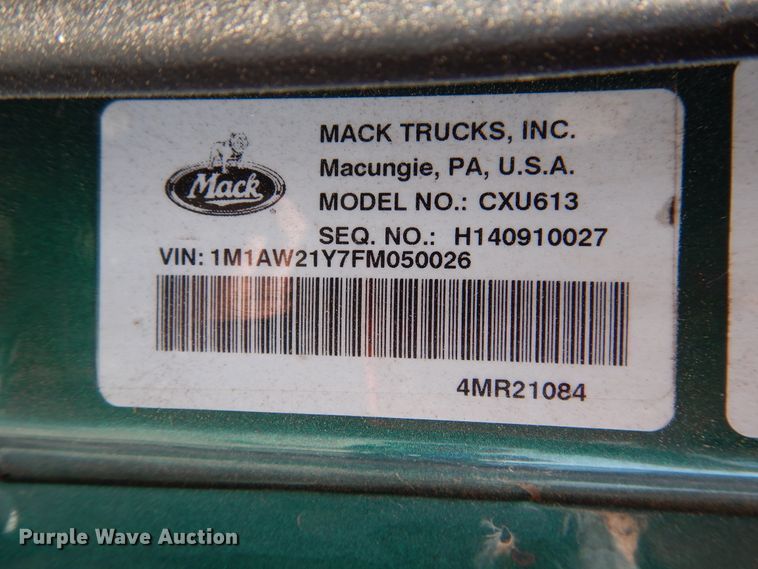 MACK TRUCKS, INC.
Macungie, PA, U.S.A.
Mack
MODEL NO.: CXU613
SEQ. NO.: H140910027
VIN: 1M1AW21Y7FM050026
4MR21084
Purple Wave Auction